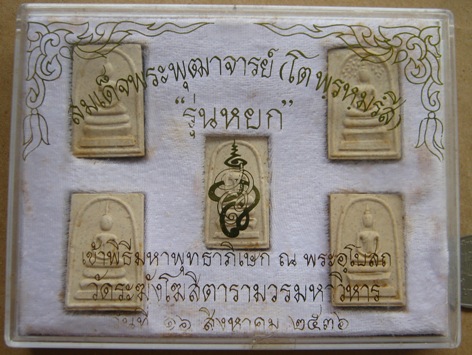 สมเด็จพระพุฒาจารย์ (โต พรหมรังสี)
"รุ่นหยก"
เข้าพิธีมหาพุทธาภิเษก ณ พระอุโบสถ
วัดระฆังโฆสิตารามวรมหาวิหาร
วันที่ ๑๖ สิงหาคม ๒๕๓๖